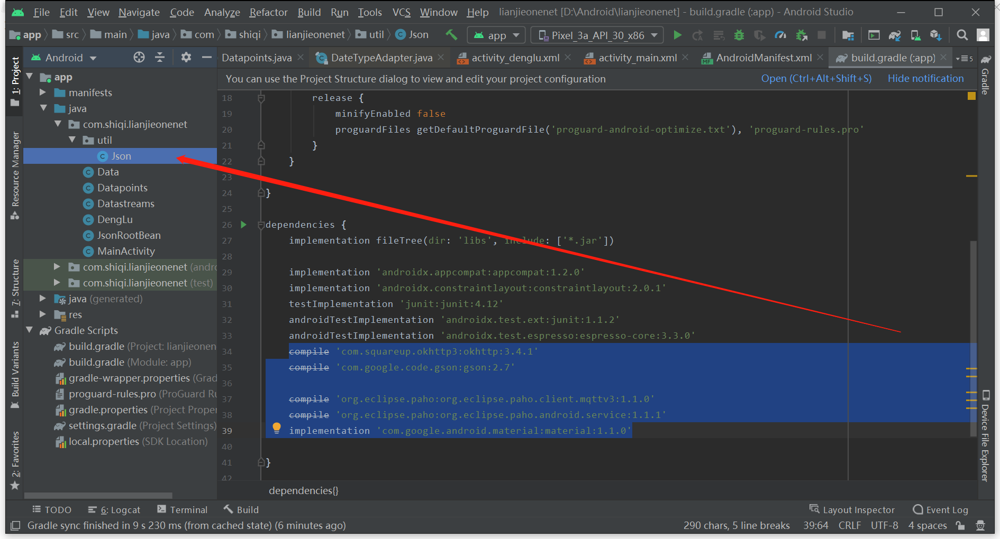 File Edit View Navigate Code Analyze Refactor Build Run Tools VCS Window Help lianjieonenet [D:\Android\lianjieonenet] - build.gradle (:app) - Android Studio
app src main java com shiqi lianjieonenet util Json app Pixel_3a_API_30_x86
Android
Datapoints.java DateTypeAdapter.java activity_denglu.xml activity_main.xml AndroidManifest.xml build.gradle (:app) 5
You can use the Project Structure dialog to view and edit your project configuration Open (Ctrl+Alt+Shift+S) Hide notification
1: Project
Resource Manager
7: Structure
Build Variants
2: Favorites
app
manifests
java
com.shiqi.lianjieonenet
util
Json
Data
Datapoints
Datastreams
DengLu
JsonRootBean
MainActivity
com.shiqi.lianjieonenet (andro
com.shiqi.lianjieonenet (test)
java (generated)
res
Gradle Scripts
build.gradle (Project: lianjieonen
build.gradle (Module: app)
gradle-wrapper.properties (Grad
proguard-rules.pro (ProGuard Ru
gradle.properties (Project Proper
settings.gradle (Project Settings)
local.properties (SDK Location)
18 release {
19 minifyEnabled false
20 proguardFiles getDefaultProguardFile('proguard-android-optimize.txt'), 'proguard-rules.pro'
21 }
22 }
23
24 }
25
26 dependencies {
27 implementation fileTree(dir: 'libs', include: ['*.jar'])
28
29 implementation 'androidx.appcompat:appcompat:1.2.0'
30 implementation 'androidx.constraintlayout:constraintlayout:2.0.1'
31 testImplementation 'junit:junit:4.12'
32 androidTestImplementation 'androidx.test.ext:junit:1.1.2'
33 androidTestImplementation 'androidx.test.espresso:espresso-core:3.3.0'
34 compile 'com.squareup.okhttp3:okhttp:3.4.1'
35 compile 'com.google.code.gson:gson:2.7'
36
37 compile 'org.eclipse.paho:org.eclipse.paho.client.mqttv3:1.1.0'
38 compile 'org.eclipse.paho:org.eclipse.paho.android.service:1.1.1'
39 implementation 'com.google.android.material:material:1.1.0'
40
41 }
42
dependencies{}
Gradle
Device File Explorer
TODO 6: Logcat Terminal Build Layout Inspector Event Log
Gradle sync finished in 9 s 230 ms (from cached state) (6 minutes ago) 290 chars, 5 line breaks 39:64 CRLF UTF-8 4 spaces